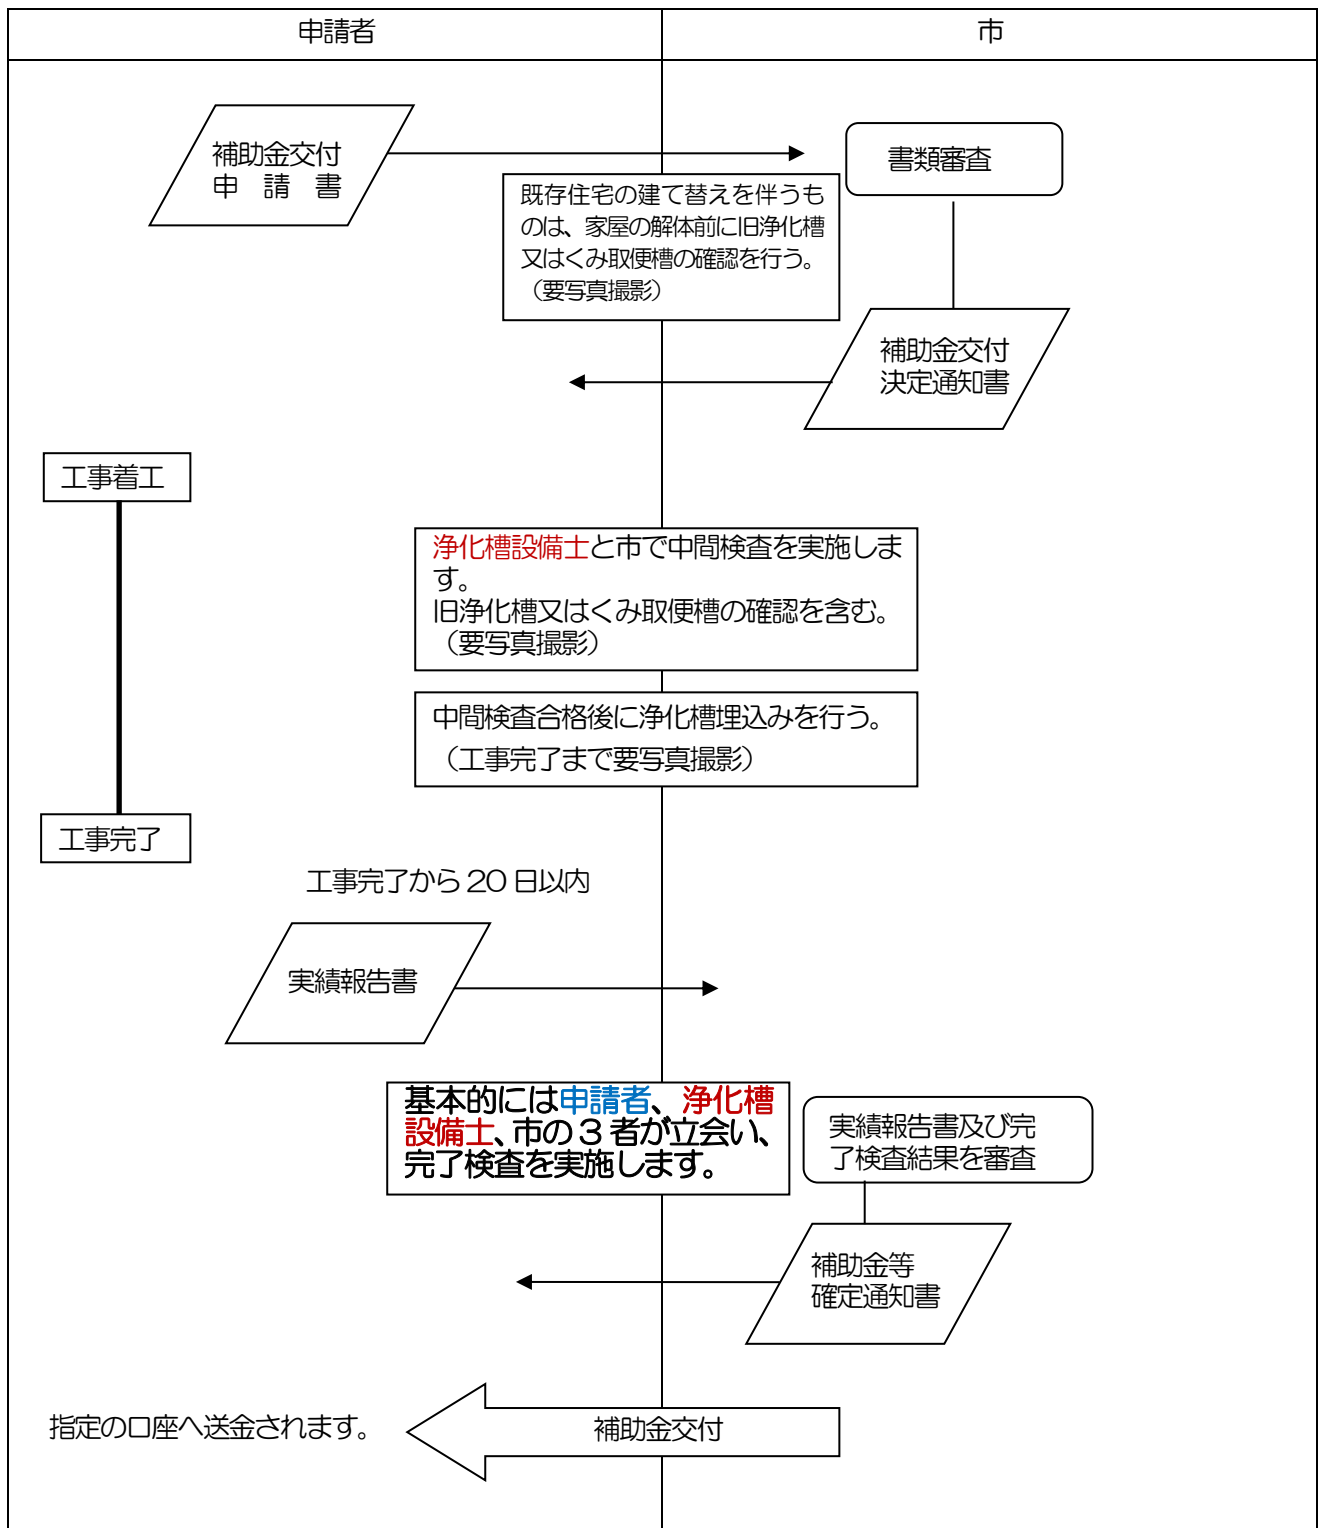 申請者
市
補助金交付
申　請　書
書類審査
既存住宅の建て替えを伴うも
のは、家屋の解体前に旧浄化槽
又はくみ取便槽の確認を行う。
（要写真撮影）
補助金交付
決定通知書
工事着工
浄化槽設備士と市で中間検査を実施しま
す。
旧浄化槽又はくみ取便槽の確認を含む。
（要写真撮影）
中間検査合格後に浄化槽埋込みを行う。
（工事完了まで要写真撮影）
工事完了
工事完了から 20 日以内
実績報告書
基本的には申請者、浄化槽
設備士、市の 3 者が立会い、
完了検査を実施します。
実績報告書及び完
了検査結果を審査
補助金等
確定通知書
指定の口座へ送金されます。
補助金交付